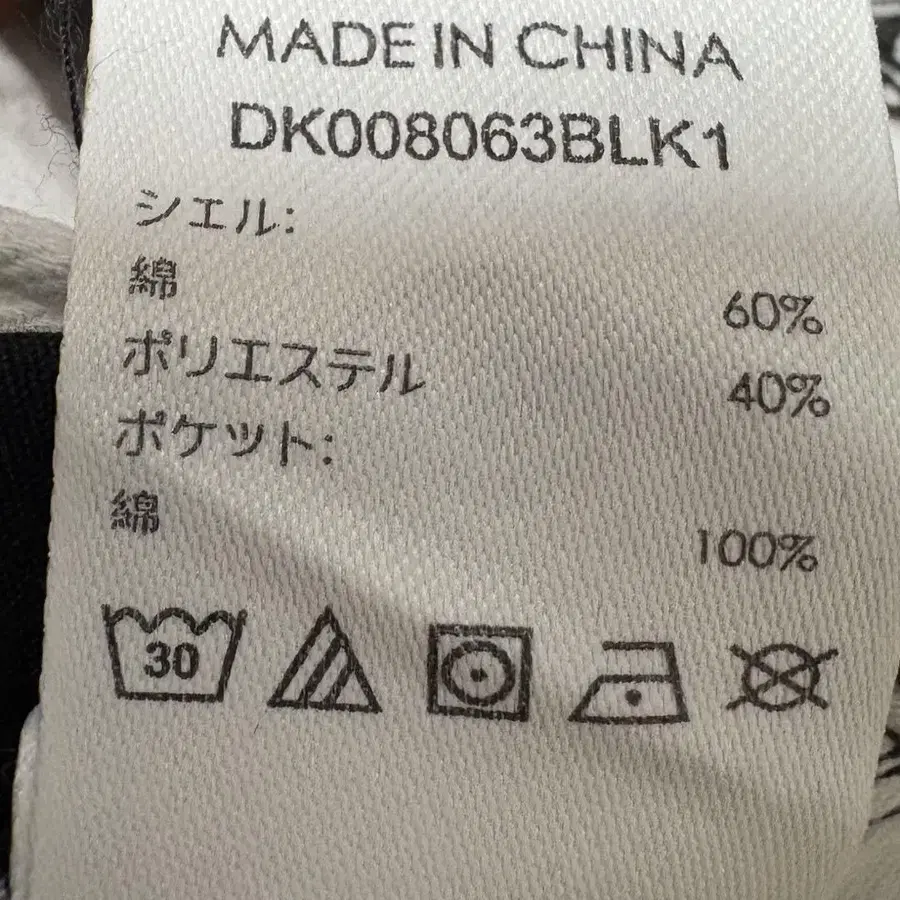 MADE IN CHINA
DK008063BLK1
シェル:
綿 60%
ポリエステル 40%
ポケット:
綿 100%
30